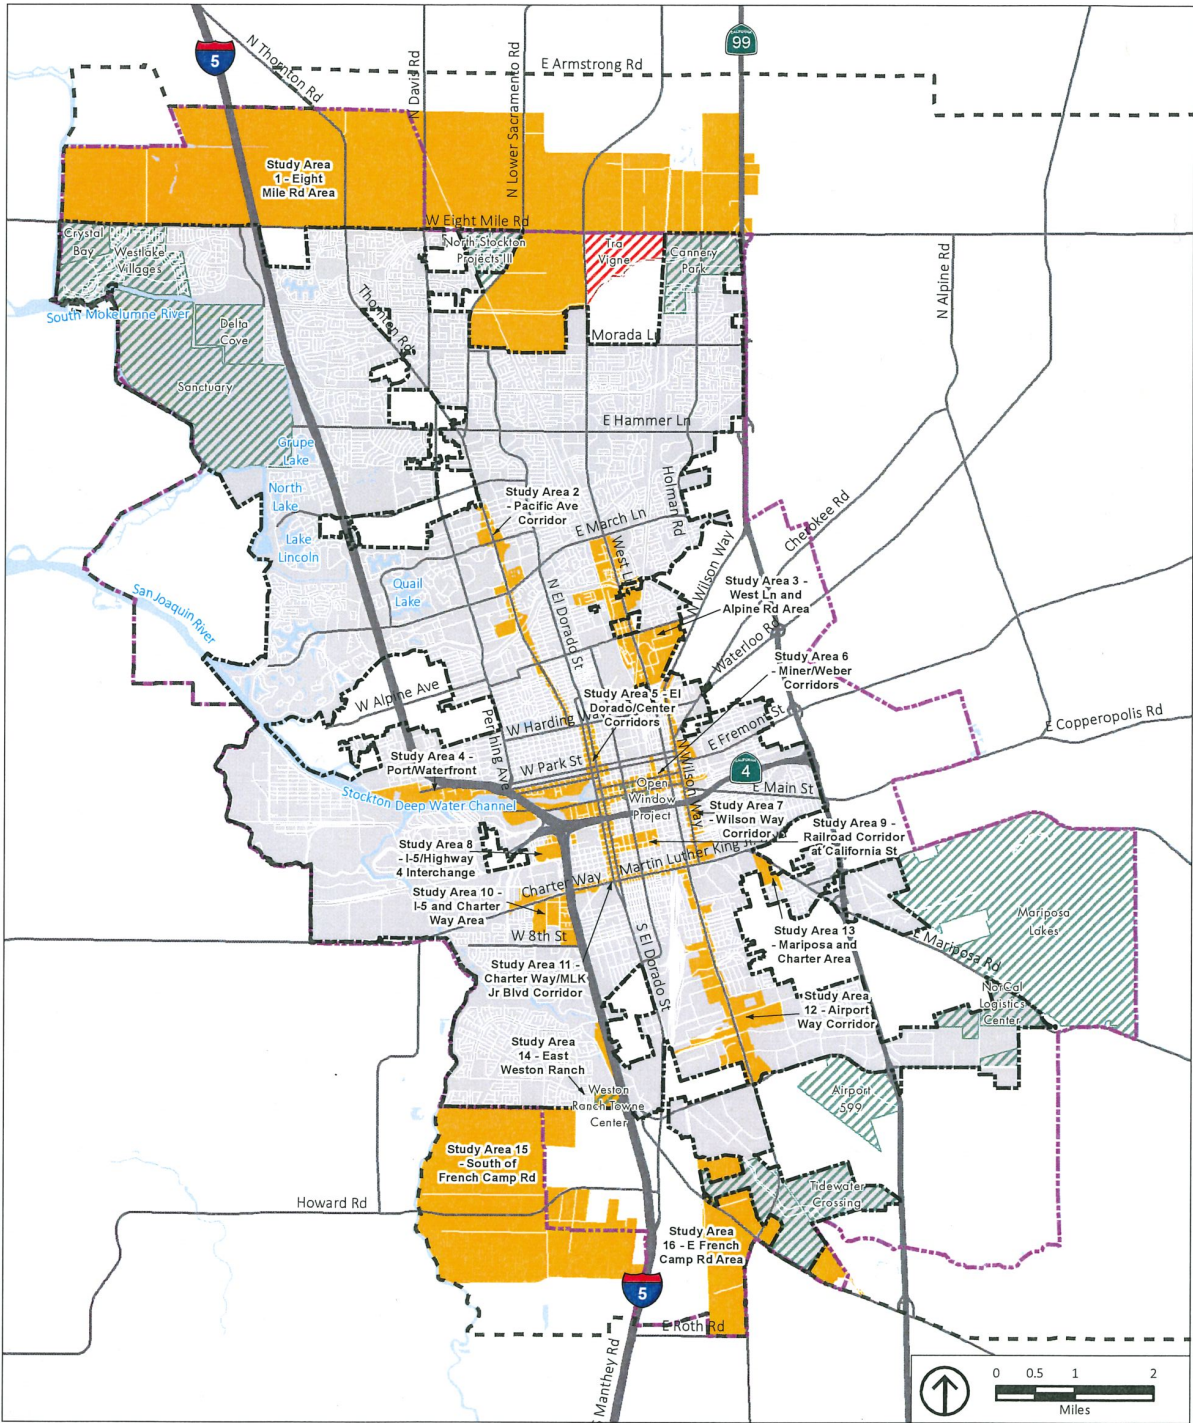 5
N Thornton Rd
N Davis Rd
N Lower Sacramento Rd
E Armstrong Rd
CALIFORNIA
99
Study Area
1 - Eight
Mile Rd Area
W Eight Mile Rd
Crystal
Bay
Westlake
Villages
North Stockton
Projects III
Tra
Vigne
Cannery
Park
N Alpine Rd
South Mokelumne River
Delta
Cove
Thornton Rd
Morada Ln
Sanctuary
E Hammer Ln
Grupe
Lake
North
Lake
Lake
Lincoln
Study Area 2
- Pacific Ave
Corridor
Holman Rd
E March Ln
West Ln
N Wilson Way
Cherokee Rd
Quail
Lake
San Joaquin River
N El Dorado St
Study Area 3 -
West Ln and
Alpine Rd Area
Waterloo Rd
Study Area 6
- Miner/Weber
Corridors
W Alpine Ave
Study Area 5 - El
Dorado/Center
Corridors
W Harding
Pershing Ave
E Fremont St
E Copperopolis Rd
Study Area 4 -
Port/Waterfront
W Park St
N Wilson Way
CALIFORNIA
4
E Main St
Open
Window
Project
Stockton Deep Water Channel
Study Area 7
- Wilson Way
Corridor
Study Area 9 -
Railroad Corridor
at California St
Study Area 8
- I-5/Highway
4 Interchange
Martin Luther King Jr
Charter Way
Study Area 10 -
I-5 and Charter
Way Area
W 8th St
Mariposa
Lakes
Study Area 13
- Mariposa and
Charter Area
E Mariposa Rd
S El Dorado St
Study Area 11 -
Charter Way/MLK
Jr Blvd Corridor
NorCal
Logistics
Center
Study Area
12 - Airport
Way Corridor
Study Area
14 - East
Weston Ranch
Weston
Ranch Towne
Center
Airport
599
Study Area 15
- South of
French Camp Rd
Howard Rd
Tidewater
Crossing
Study Area
16 - E French
Camp Rd Area
5
E Roth Rd
S Manthey Rd
0 0.5 1 2
Miles